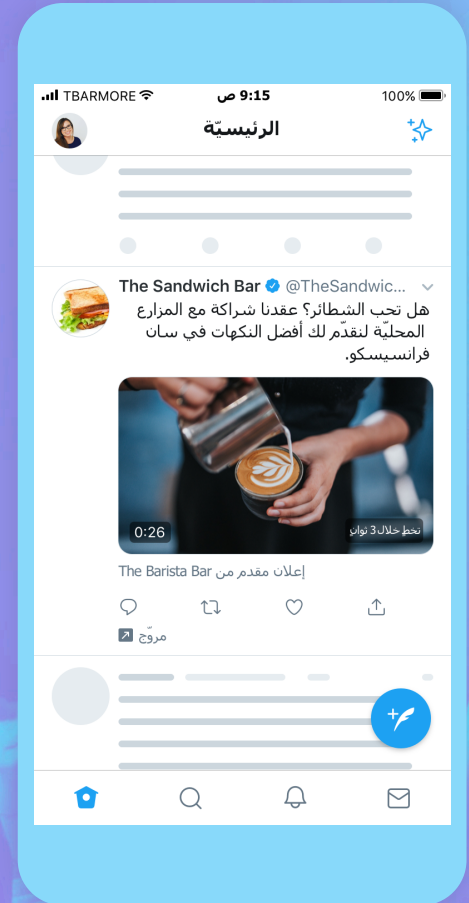 TBARMORE
9:15 ص
100%
الرئيسيّة
The Sandwich Bar @TheSandwic...
هل تحب الشطائر؟ عقدنا شراكة مع المزارع
المحليّة لنقدّم لك أفضل النكهات في سان
فرانسيسكو.
0:26
تخطِ خلال 3 ثوانٍ
إعلان مقدم من The Barista Bar
مروّج